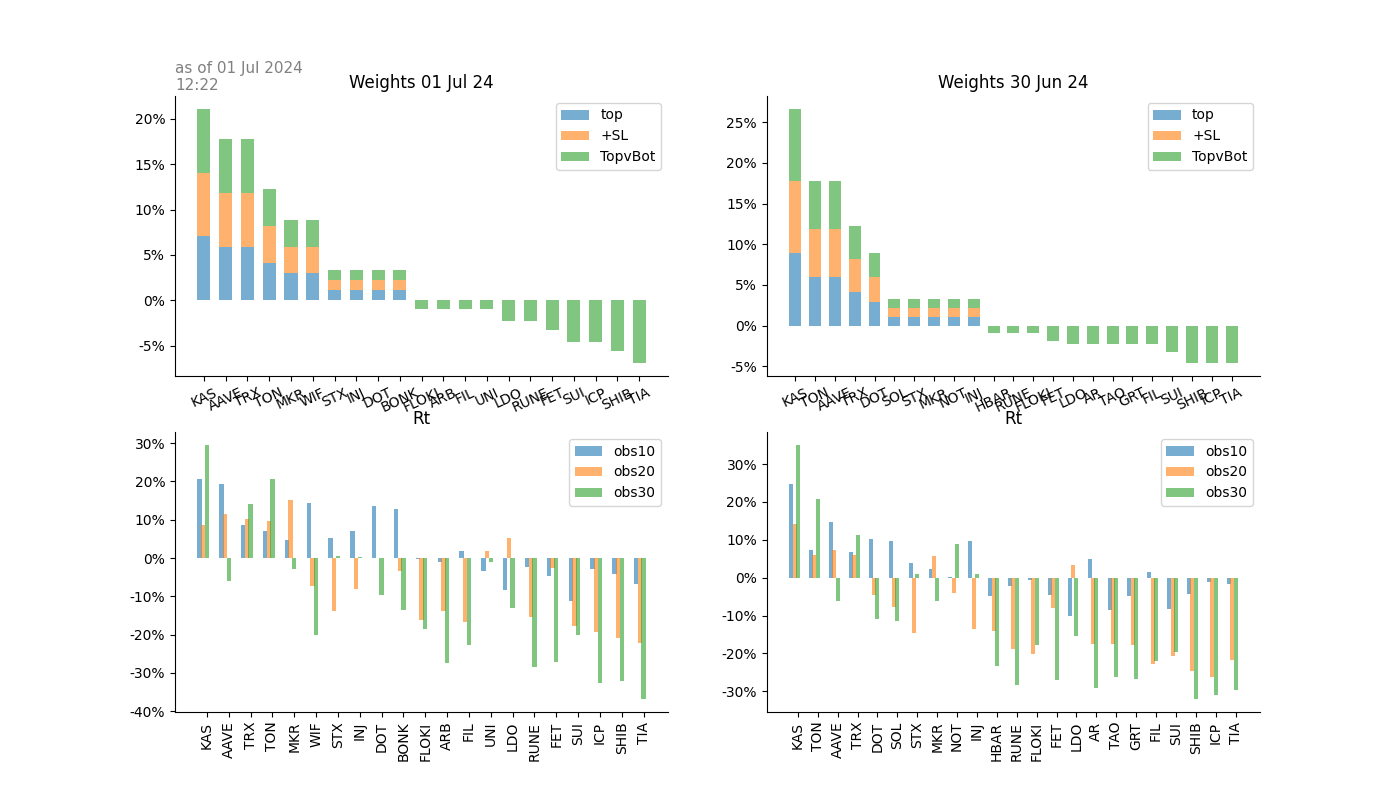 as of 01 Jul 2024
12:22
Weights 01 Jul 24
top
+SL
TopvBot
20%
15%
10%
5%
0%
-5%
KAS AAVE TRX TON MKR WIF STX INJ DOT BONK FLOKI ARB FIL UNI LDO RUNE FET SUI ICP SHIB TIA
Weights 30 Jun 24
top
+SL
TopvBot
25%
20%
15%
10%
5%
0%
-5%
KAS TON AAVE TRX DOT SOL STX MKR NOT INJ HBAR RUNE FLOKI FET LDO AR TAO GRT FIL SUI SHIB ICP TIA
Rt
obs10
obs20
obs30
30%
20%
10%
0%
-10%
-20%
-30%
-40%
KAS AAVE TRX TON MKR WIF STX INJ DOT BONK FLOKI ARB FIL UNI LDO RUNE FET SUI ICP SHIB TIA
Rt
obs10
obs20
obs30
30%
20%
10%
0%
-10%
-20%
-30%
KAS TON AAVE TRX DOT SOL STX MKR NOT INJ HBAR RUNE FLOKI FET LDO AR TAO GRT FIL SUI SHIB ICP TIA